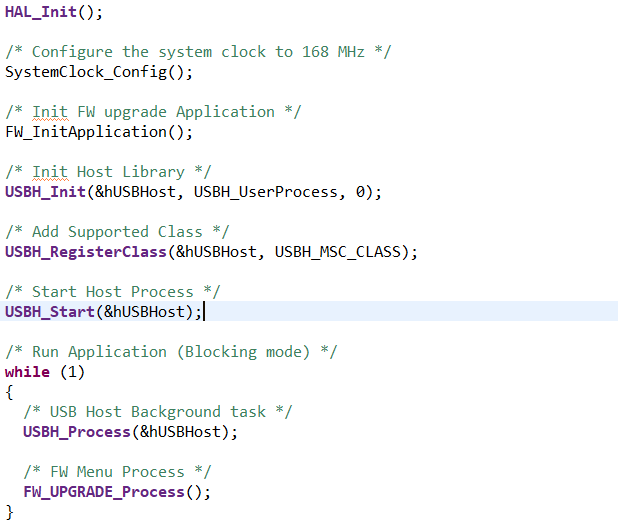 HAL_Init();
/* Configure the system clock to 168 MHz */
SystemClock_Config();
/* Init FW upgrade Application */
FW_InitApplication();
/* Init Host Library */
USBH_Init(&hUSBHost, USBH_UserProcess, 0);
/* Add Supported Class */
USBH_RegisterClass(&hUSBHost, USBH_MSC_CLASS);
/* Start Host Process */
USBH_Start(&hUSBHost);
/* Run Application (Blocking mode) */
while (1)
{
  /* USB Host Background task */
  USBH_Process(&hUSBHost);
  /* FW Menu Process */
  FW_UPGRADE_Process();
}